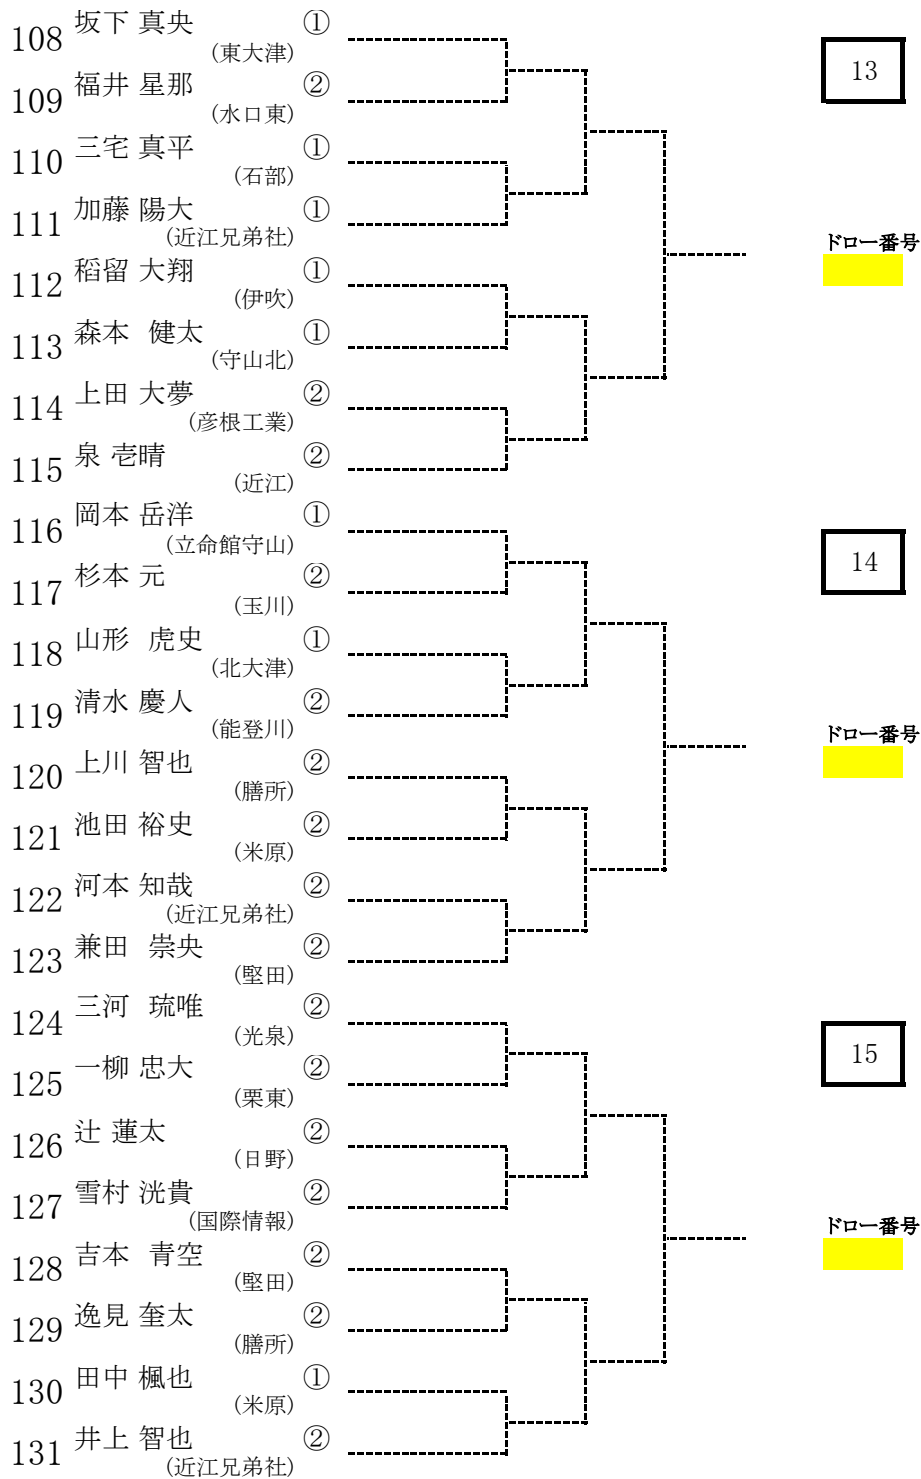 108 坂下 真央 ①
(東大津)
13
109 福井 星那 ②
(水口東)
110 三宅 真平 ①
(石部)
111 加藤 陽大 ①
(近江兄弟社)
ドロー番号
112 稻留 大翔 ①
(伊吹)
113 森本 健太 ①
(守山北)
114 上田 大夢 ②
(彦根工業)
115 泉 壱晴 ②
(近江)
116 岡本 岳洋 ①
(立命館守山)
14
117 杉本 元 ②
(玉川)
118 山形 虎史 ①
(北大津)
119 清水 慶人 ②
(能登川)
ドロー番号
120 上川 智也 ②
(膳所)
121 池田 裕史 ②
(米原)
122 河本 知哉 ②
(近江兄弟社)
123 兼田 崇央 ②
(堅田)
124 三河 琉唯 ②
(光泉)
15
125 一柳 忠大 ②
(栗東)
126 辻 蓮太 ②
(日野)
127 雪村 洸貴 ②
(国際情報)
ドロー番号
128 吉本 青空 ②
(堅田)
129 逸見 奎太 ②
(膳所)
130 田中 楓也 ①
(米原)
131 井上 智也 ②
(近江兄弟社)